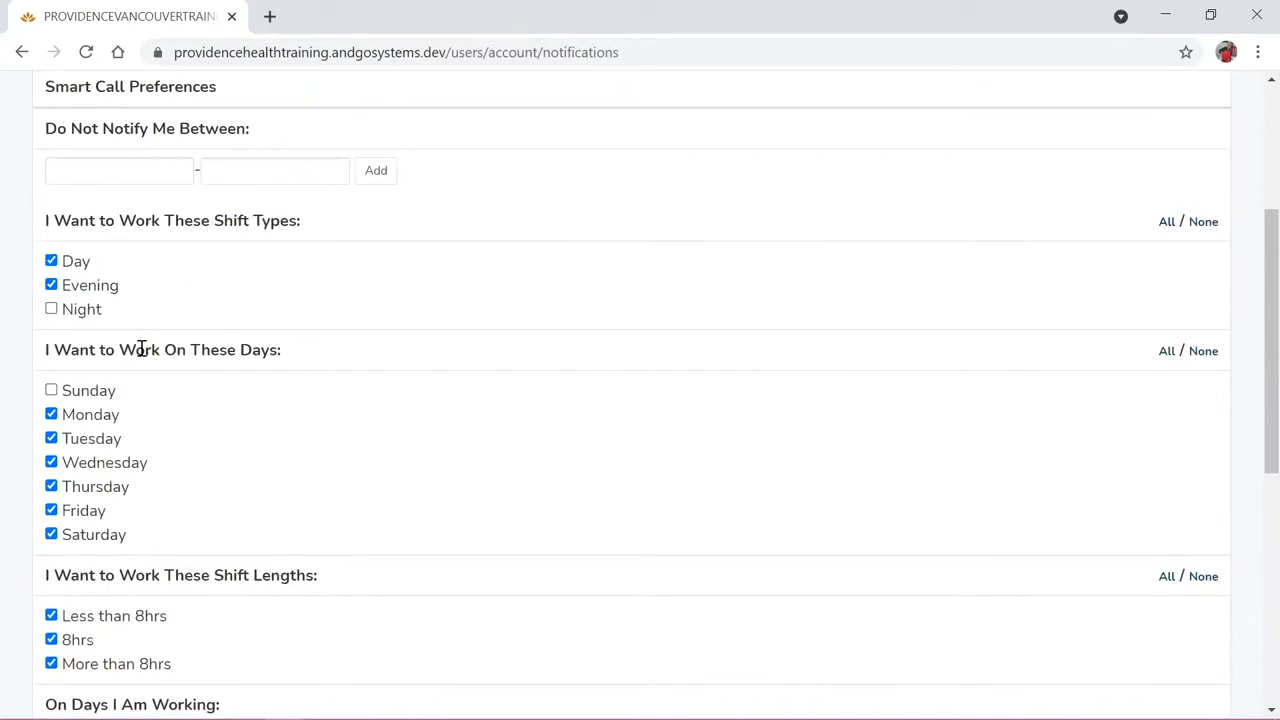 PROVIDENCEVANCOUVERTRAIN
providencehealthtraining.andgosystems.dev/users/account/notifications
Smart Call Preferences
Do Not Notify Me Between:
- Add
I Want to Work These Shift Types: All / None
Day
Evening
Night
I Want to Work On These Days: All / None
Sunday
Monday
Tuesday
Wednesday
Thursday
Friday
Saturday
I Want to Work These Shift Lengths: All / None
Less than 8hrs
8hrs
More than 8hrs
On Days I Am Working: